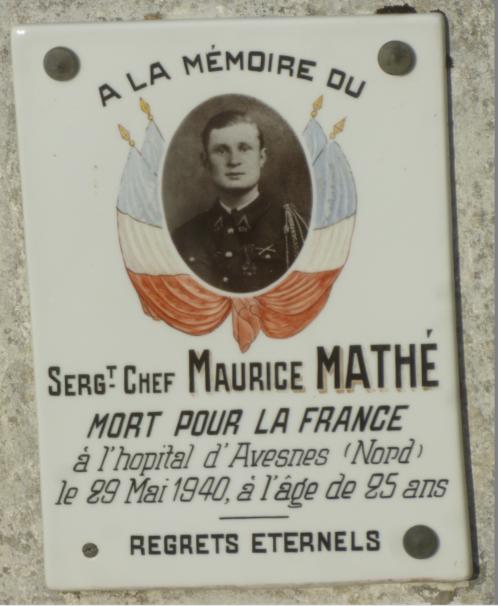 A LA MÉMOIRE DU
SERGT CHEF MAURICE MATHÉ
MORT POUR LA FRANCE
à l'hopital d'Avesnes (Nord)
le 29 Mai 1940, à l'âge de 25 ans
REGRETS ETERNELS